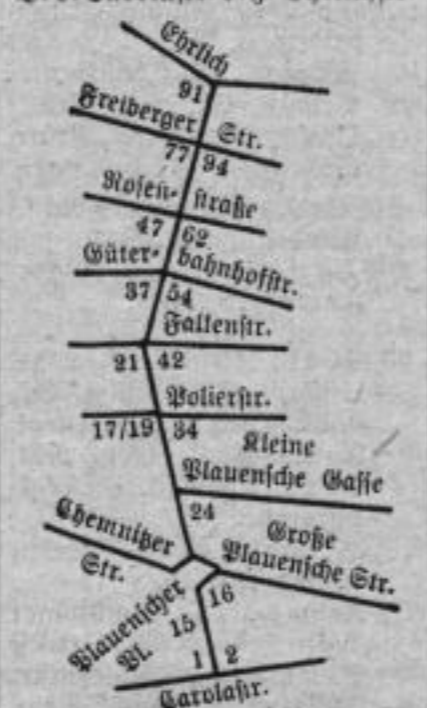 Ehrlich
91
Freiberger Str.
77 94
Rosen- straße
47 62
Güter- bahnhofstr.
37 54
Falkenstr.
21 42
Polierstr.
17/19 34
Kleine
Plauensche Gasse
24
Chemnitzer
Str.
Große
Plauensche Str.
Plauenscher
Pl.
16
15
1 2
Carolastr.